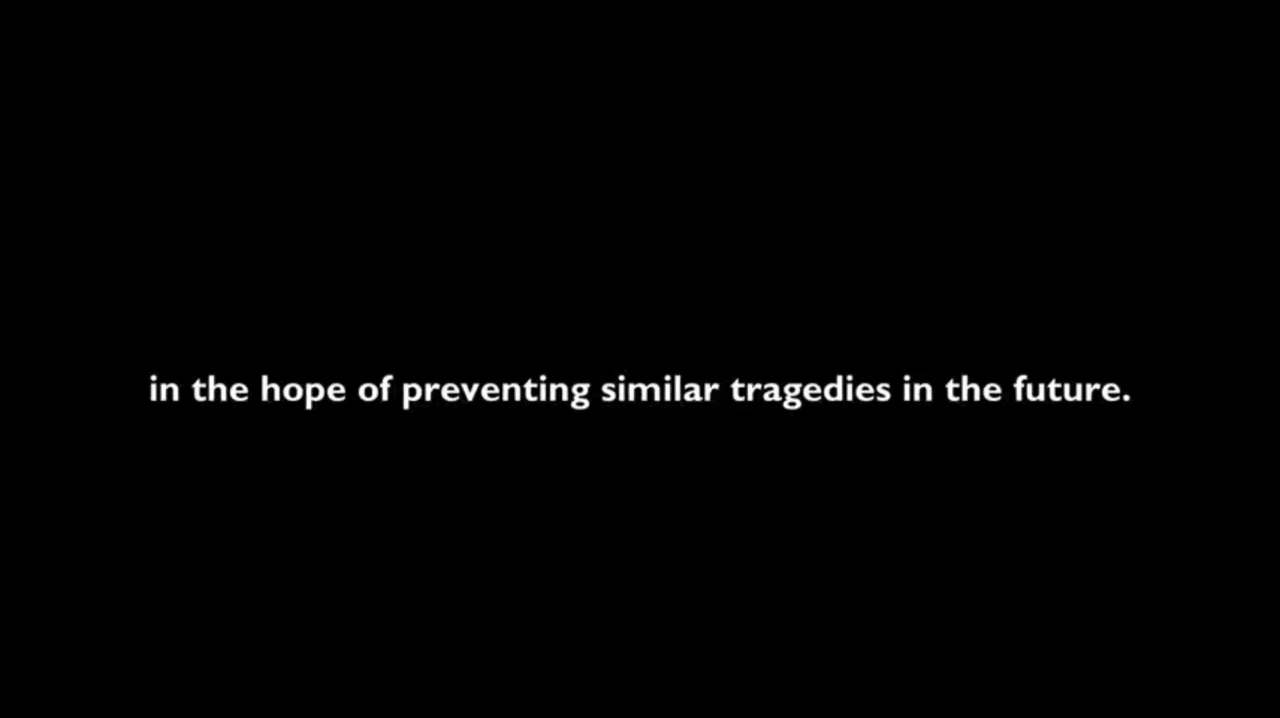 in the hope of preventing similar tragedies in the future.